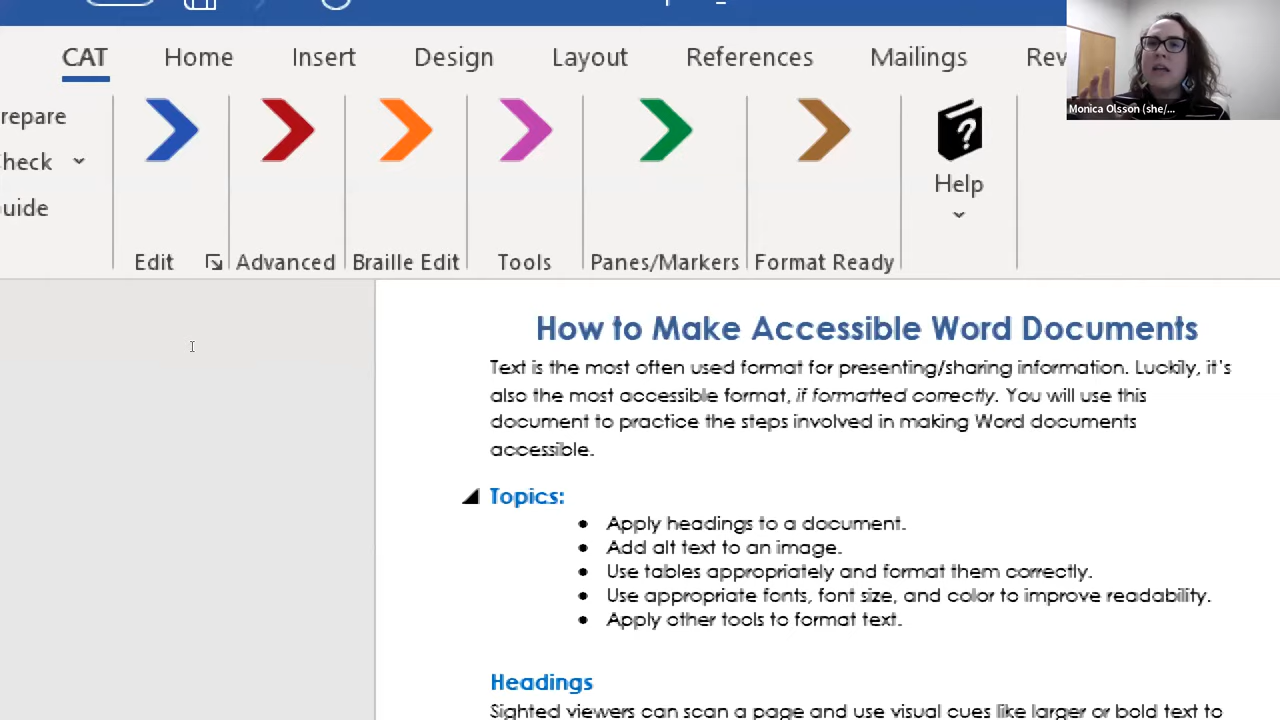 CAT Home Insert Design Layout References Mailings Rev
Monica Olsson (she/...
repare
heck
uide
Help
Edit Advanced Braille Edit Tools Panes/Markers Format Ready
How to Make Accessible Word Documents
Text is the most often used format for presenting/sharing information. Luckily, it's
also the most accessible format, if formatted correctly. You will use this
document to practice the steps involved in making Word documents
accessible.
Topics:
• Apply headings to a document.
• Add alt text to an image.
• Use tables appropriately and format them correctly.
• Use appropriate fonts, font size, and color to improve readability.
• Apply other tools to format text.
Headings
Sighted viewers can scan a page and use visual cues like larger or bold text to